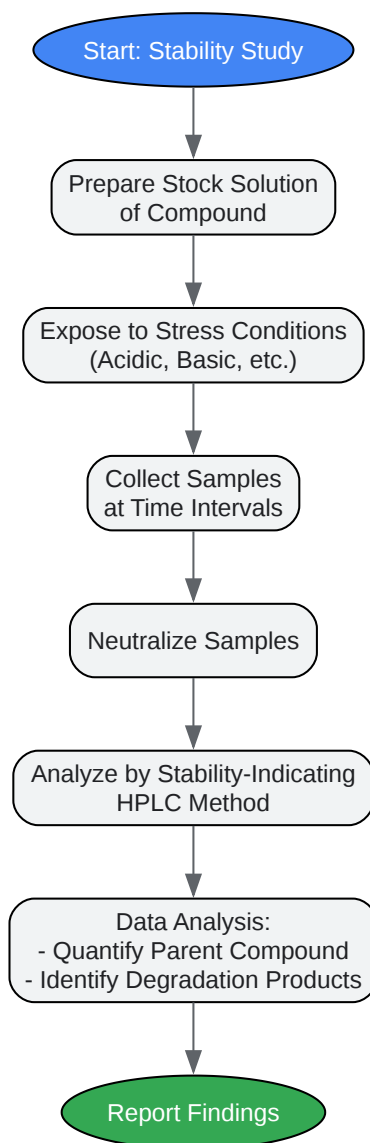 Start: Stability Study
Prepare Stock Solution
of Compound
Expose to Stress Conditions
(Acidic, Basic, etc.)
Collect Samples
at Time Intervals
Neutralize Samples
Analyze by Stability-Indicating
HPLC Method
Data Analysis:
- Quantify Parent Compound
- Identify Degradation Products
Report Findings